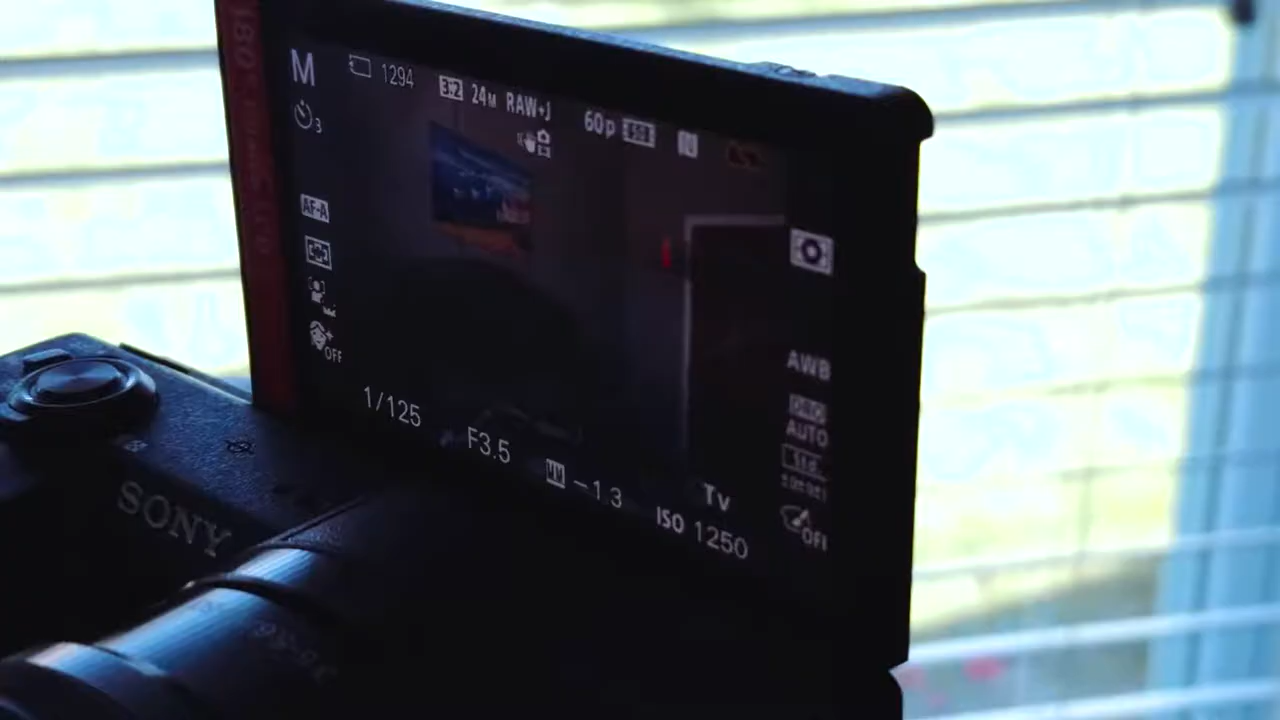 M
1294
3:2 24M RAW+J
60p
3
AF-A
OFF
1/125
F3.5
-1.3
Tv
ISO 1250
AWB
AUTO
Std.
SONY